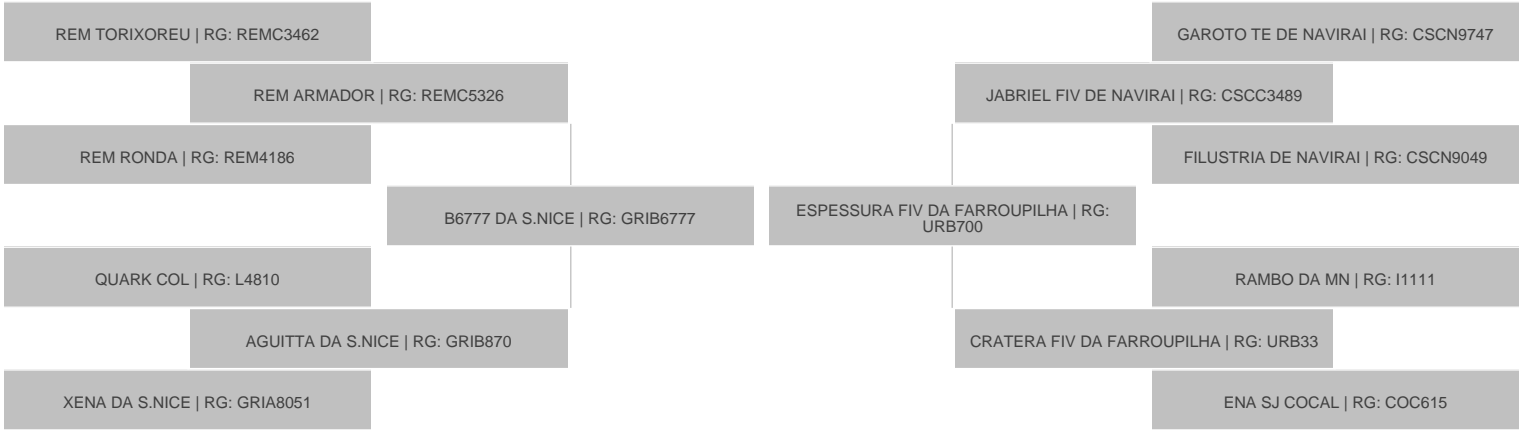 REM TORIXOREU | RG: REMC3462
GAROTO TE DE NAVIRAI | RG: CSCN9747
REM ARMADOR | RG: REMC5326
JABRIEL FIV DE NAVIRAI | RG: CSCC3489
REM RONDA | RG: REM4186
FILUSTRIA DE NAVIRAI | RG: CSCN9049
B6777 DA S.NICE | RG: GRIB6777
ESPESSURA FIV DA FARROUPILHA | RG:
URB700
QUARK COL | RG: L4810
RAMBO DA MN | RG: I1111
AGUITTA DA S.NICE | RG: GRIB870
CRATERA FIV DA FARROUPILHA | RG: URB33
XENA DA S.NICE | RG: GRIA8051
ENA SJ COCAL | RG: COC615